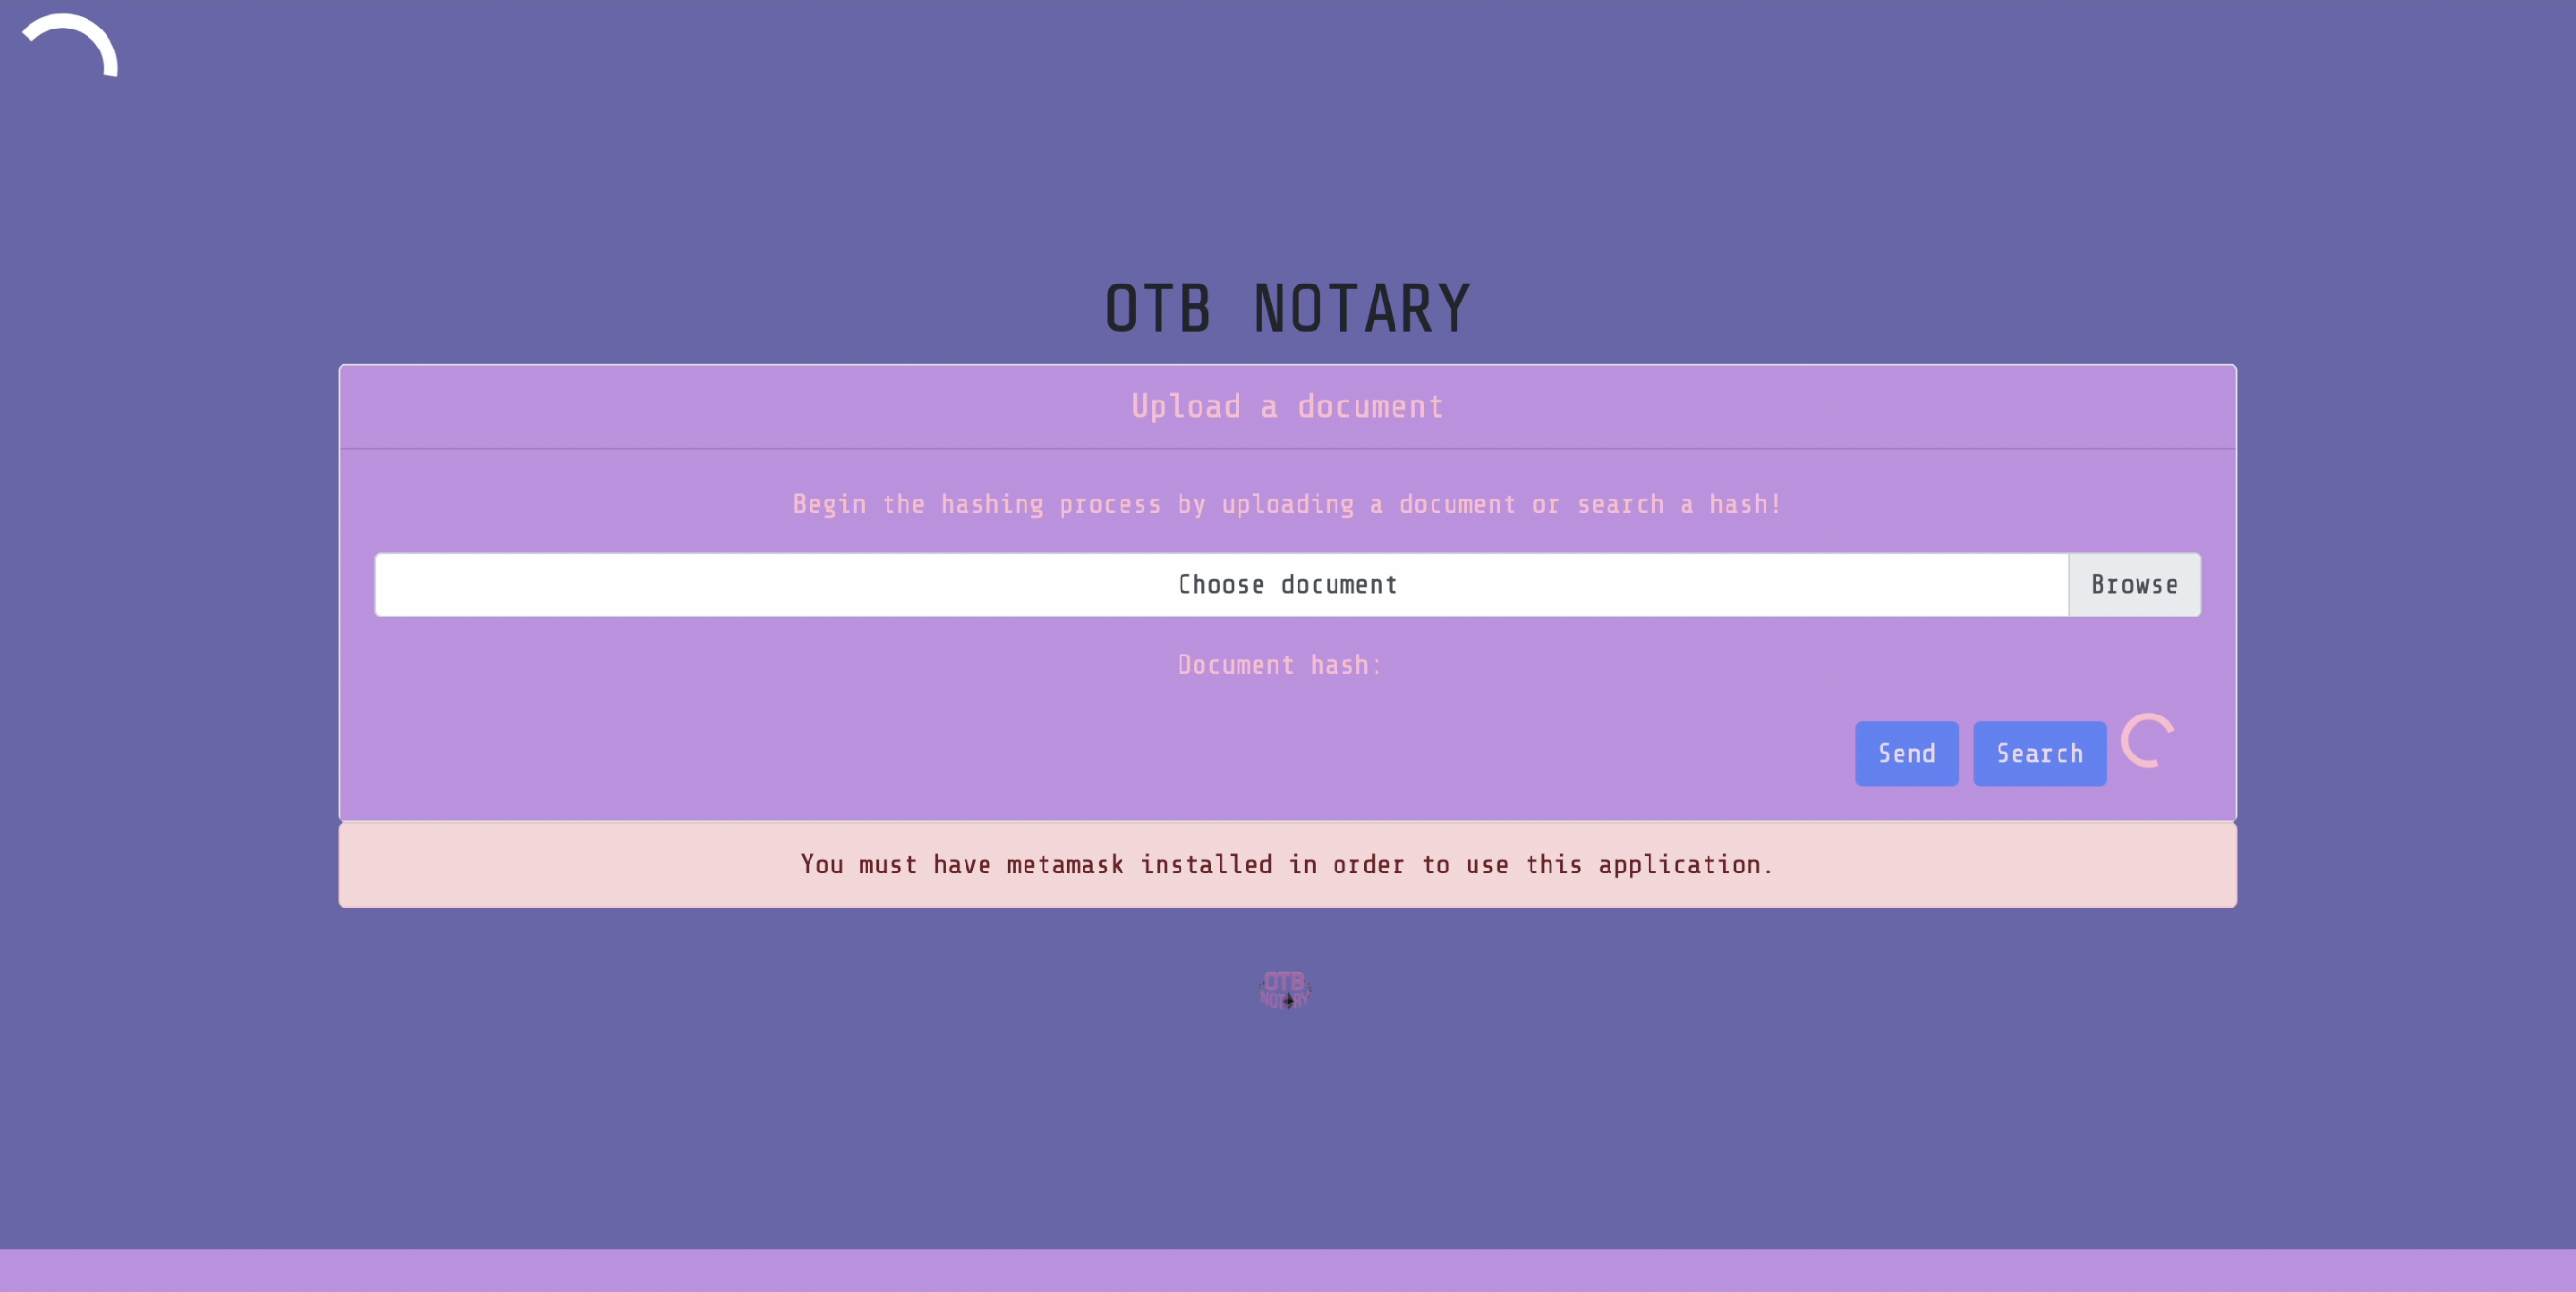 OTB NOTARY
Upload a document
Begin the hashing process by uploading a document or search a hash!
Choose document
Browse
Document hash:
Send
Search
You must have metamask installed in order to use this application.
OTB
NOTARY